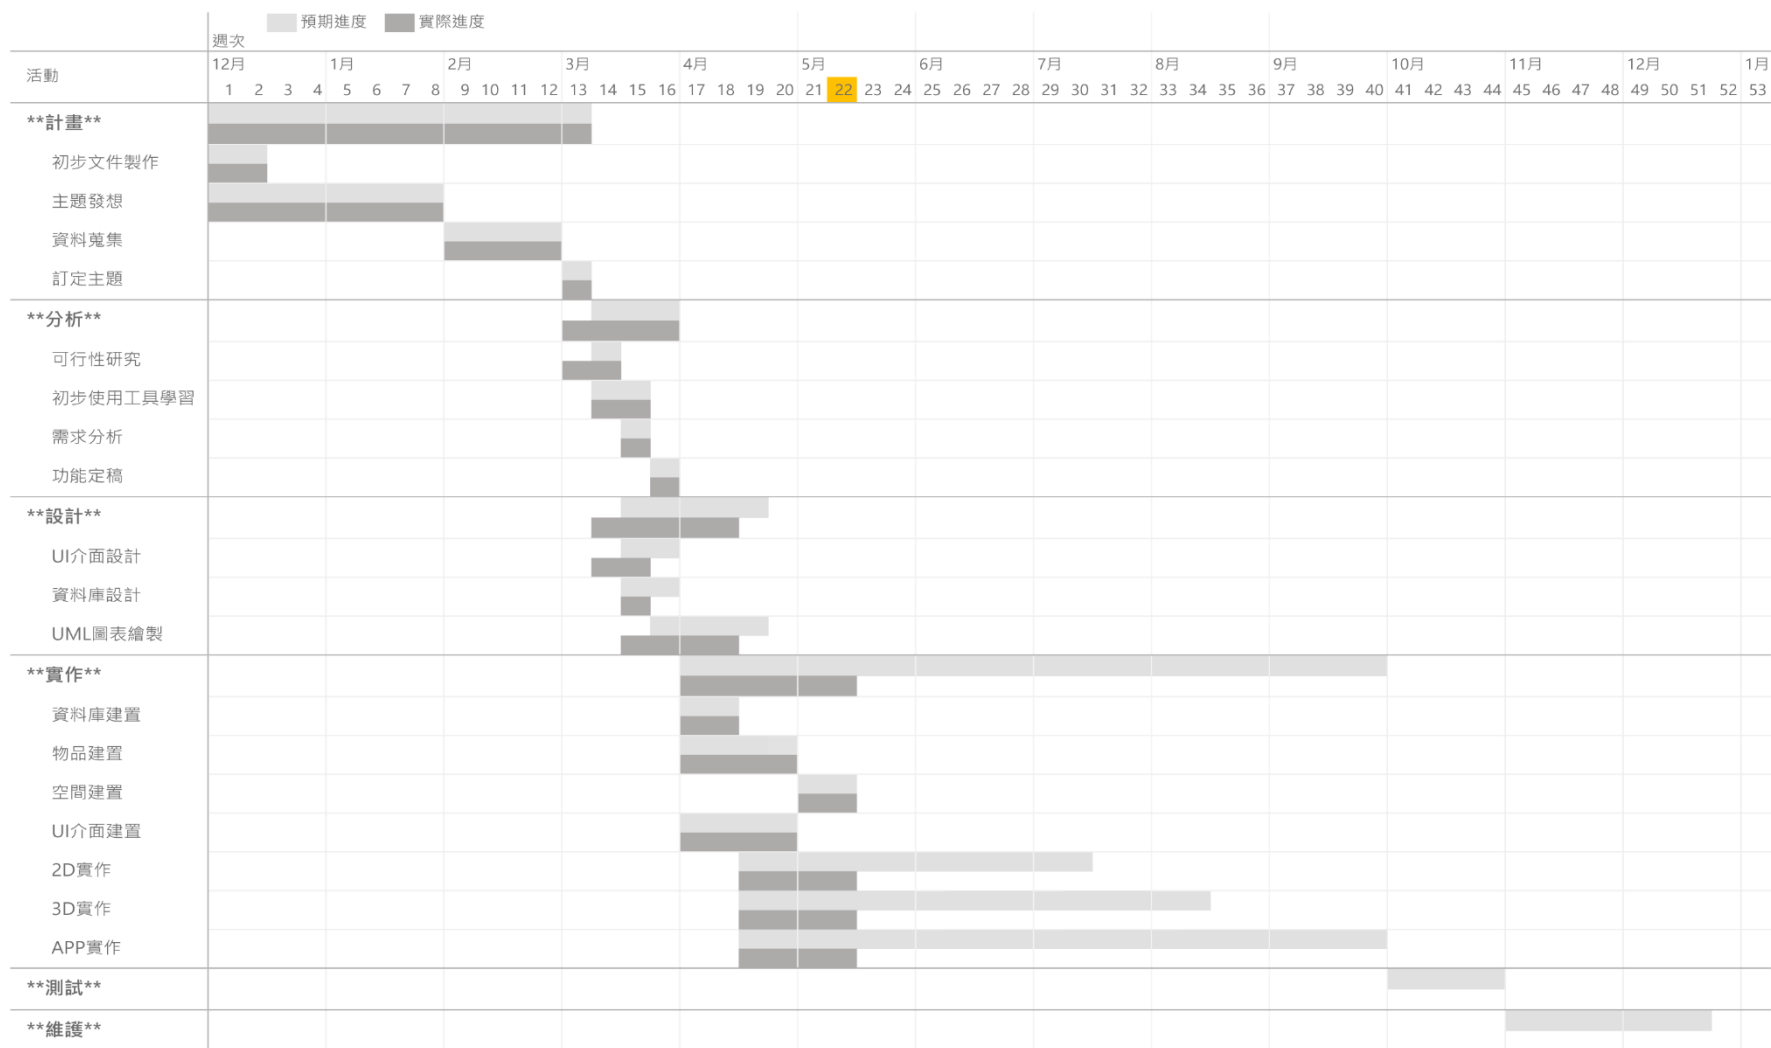 預期進度 實際進度
週次
活動 12月 1月 2月 3月 4月 5月 6月 7月 8月 9月 10月 11月 12月 1月
1 2 3 4 5 6 7 8 9 10 11 12 13 14 15 16 17 18 19 20 21 22 23 24 25 26 27 28 29 30 31 32 33 34 35 36 37 38 39 40 41 42 43 44 45 46 47 48 49 50 51 52 53
**計畫**
初步文件製作
主題發想
資料蒐集
訂定主題
**分析**
可行性研究
初步使用工具學習
需求分析
功能定稿
**設計**
UI介面設計
資料庫設計
UML圖表繪製
**實作**
資料庫建置
物品建置
空間建置
UI介面建置
2D實作
3D實作
APP實作
**測試**
**維護**